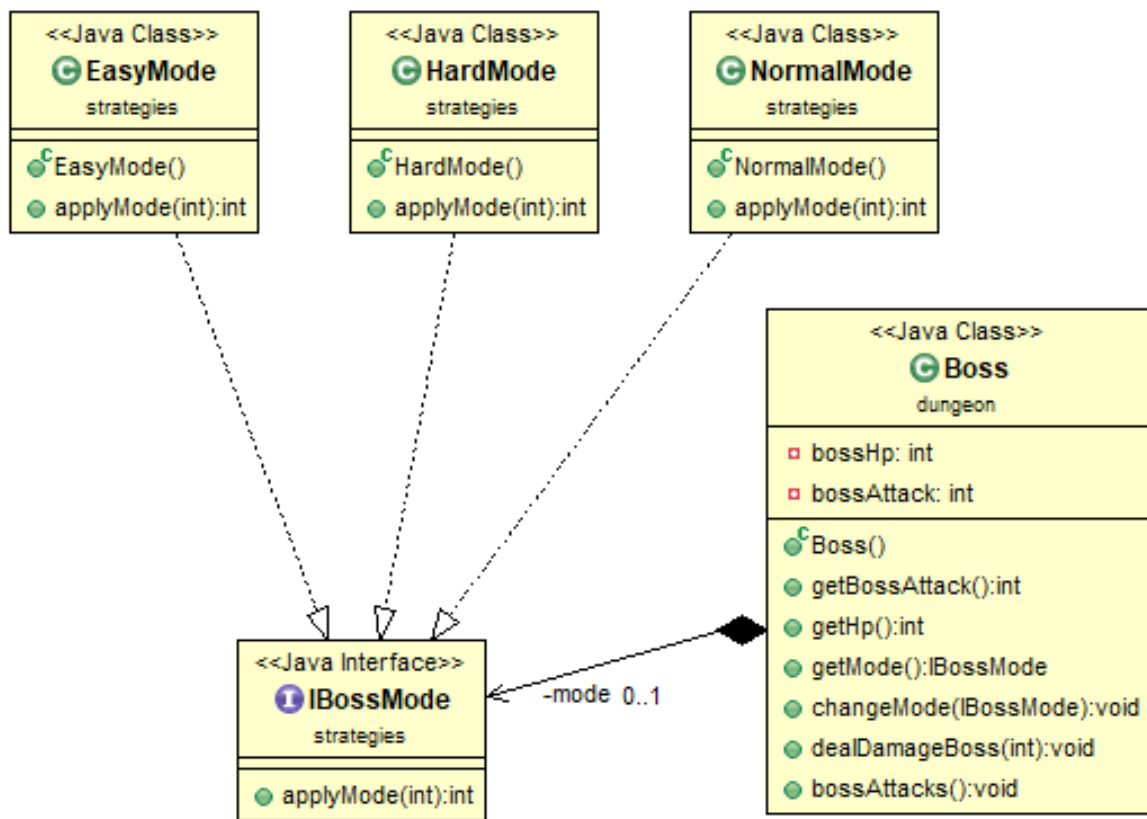 <<Java Class>>
EasyMode
strategies
EasyMode()
applyMode(int):int
<<Java Class>>
HardMode
strategies
HardMode()
applyMode(int):int
<<Java Class>>
NormalMode
strategies
NormalMode()
applyMode(int):int
<<Java Class>>
Boss
dungeon
bossHp: int
bossAttack: int
Boss()
getBossAttack():int
getHp():int
getMode():IBossMode
changeMode(IBossMode):void
dealDamageBoss(int):void
bossAttacks():void
<<Java Interface>>
IBossMode
strategies
applyMode(int):int
-mode 0..1